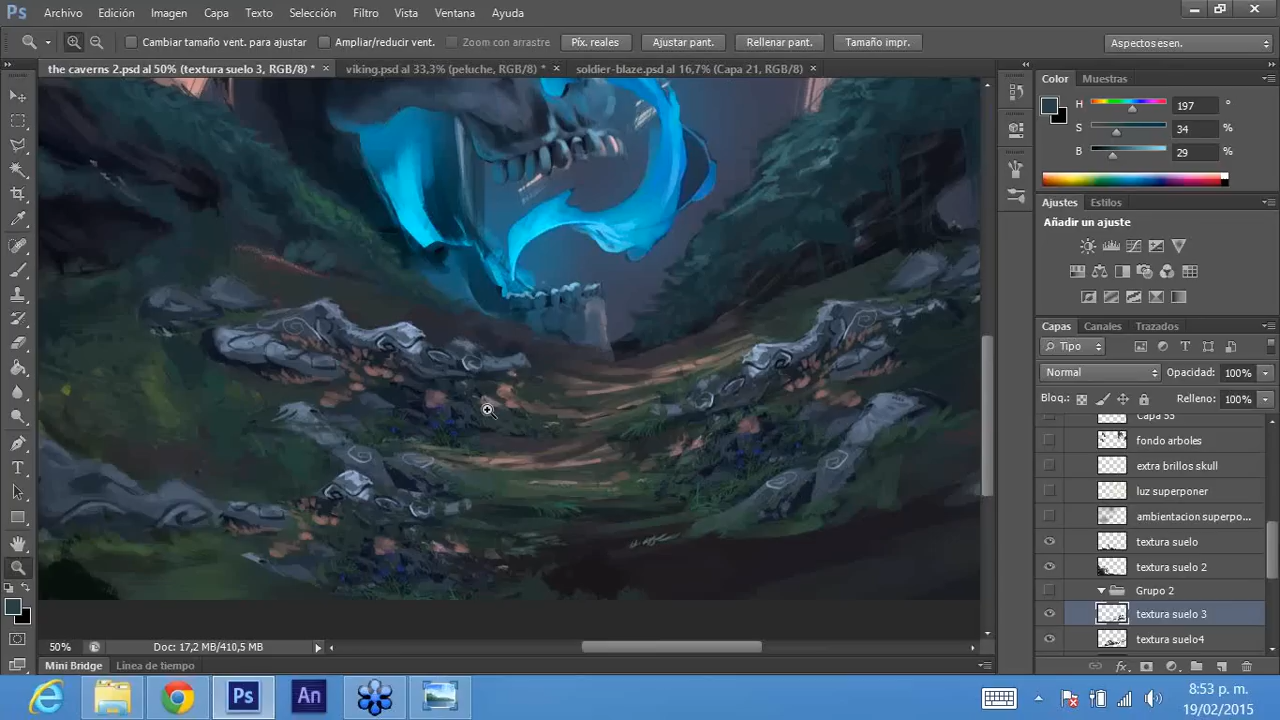 Ps Archivo Edición Imagen Capa Texto Selección Filtro Vista Ventana Ayuda
Cambiar tamaño vent. para ajustar Ampliar/reducir vent. Zoom con arrastre Píx. reales Ajustar pant. Rellenar pant. Tamaño impr. Aspectos esen.
the caverns 2.psd al 50% (textura suelo 3, RGB/8) * × viking.psd al 33,3% (peluche, RGB/8) * × soldier-blaze.psd al 16,7% (Capa 21, RGB/8) ×
Color Muestras
H 197 °
S 34 %
B 29 %
Ajustes Estilos
Añadir un ajuste
Capas Canales Trazados
Tipo
Normal Opacidad: 100%
Bloq.: Relleno: 100%
Capa 55
fondo arboles
extra brillos skull
luz superponer
ambientacion superpo...
textura suelo
textura suelo 2
Grupo 2
textura suelo 3
textura suelo4
50% Doc: 17,2 MB/410,5 MB
Mini Bridge Línea de tiempo
Ps An
8:53 p. m.
19/02/2015